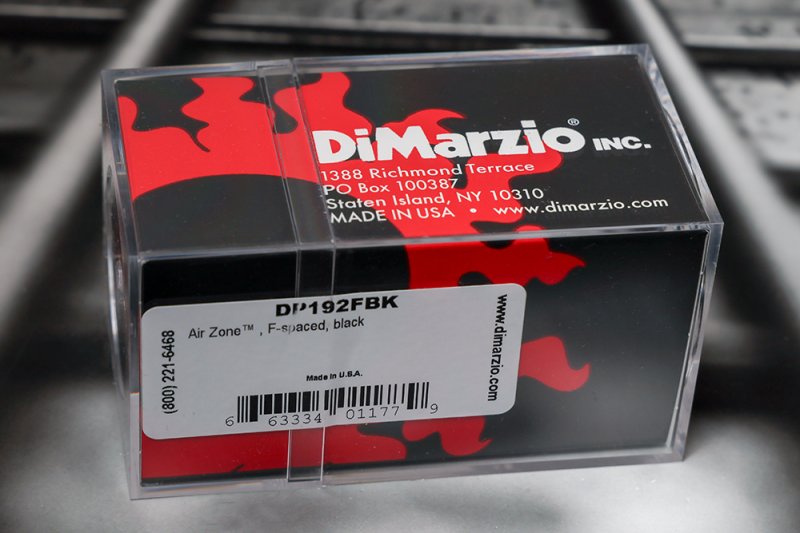 DiMarzio® INC.
1388 Richmond Terrace
PO Box 100387
Staten Island, NY 10310
MADE IN USA • www.dimarzio.com
DP192FBK
Air Zone™ , F-spaced, black
Made in U.S.A.
(800) 221-6468
www.dimarzio.com
6 63334 01177 9